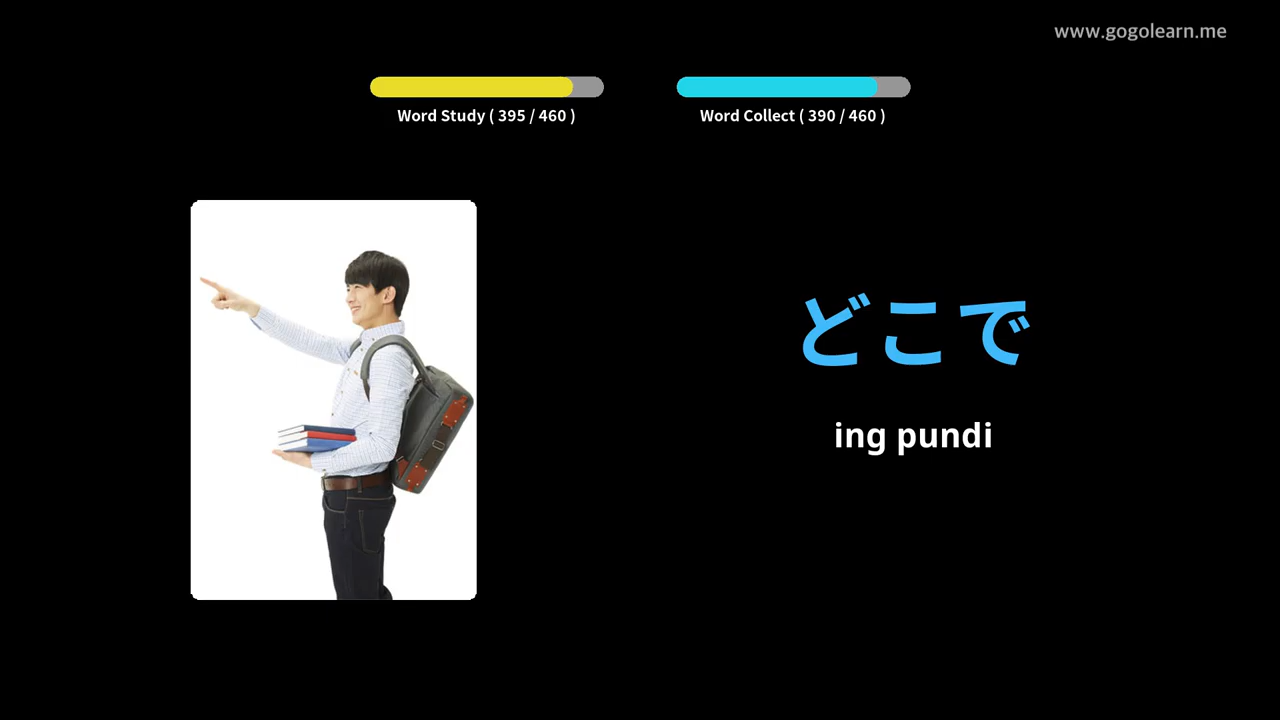 www.gogolearn.me
Word Study ( 395 / 460 )
Word Collect ( 390 / 460 )
どこで
ing pundi